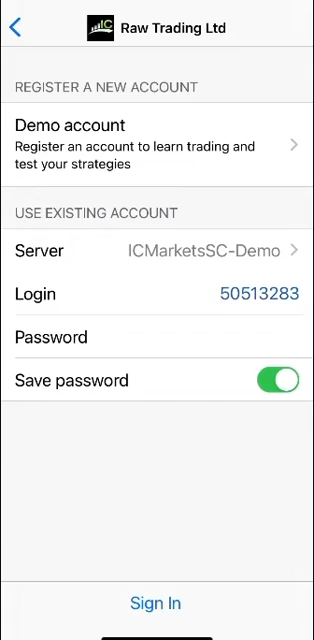 IC
Raw Trading Ltd
REGISTER A NEW ACCOUNT
Demo account
Register an account to learn trading and
test your strategies
USE EXISTING ACCOUNT
Server ICMarketsSC-Demo
Login 50513283
Password
Save password
Sign In